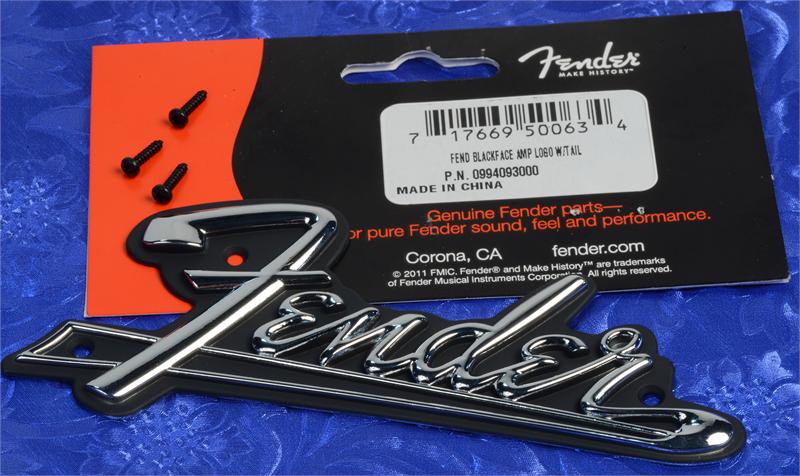 Fender
MAKE HISTORY™
7 17669 50063 4
FEND BLACKFACE AMP LOGO W/TAIL
P.N. 0994093000
MADE IN CHINA
Genuine Fender parts—
or pure Fender sound, feel and performance.
Corona, CA fender.com
© 2011 FMIC. Fender® and Make History™ are trademarks
of Fender Musical Instruments Corporation. All rights reserved.
Fender